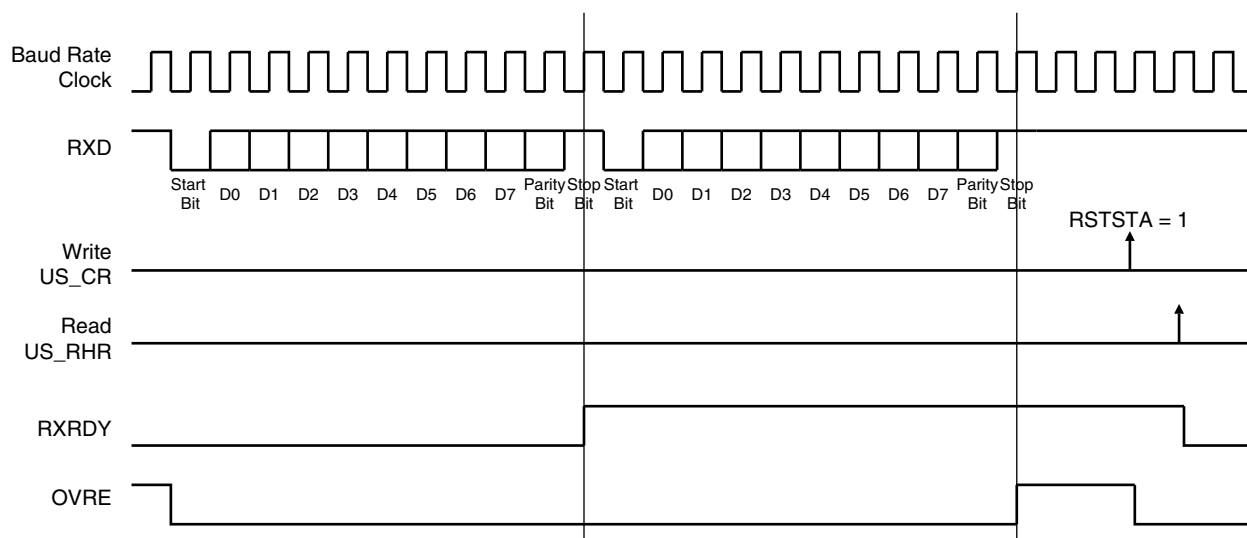 Baud Rate
Clock
RXD
Start
Bit
D0
D1
D2
D3
D4
D5
D6
D7
Parity
Bit
Stop
Bit
Start
Bit
D0
D1
D2
D3
D4
D5
D6
D7
Parity
Bit
Stop
Bit
RSTSTA = 1
Write
US_CR
Read
US_RHR
RXRDY
OVRE